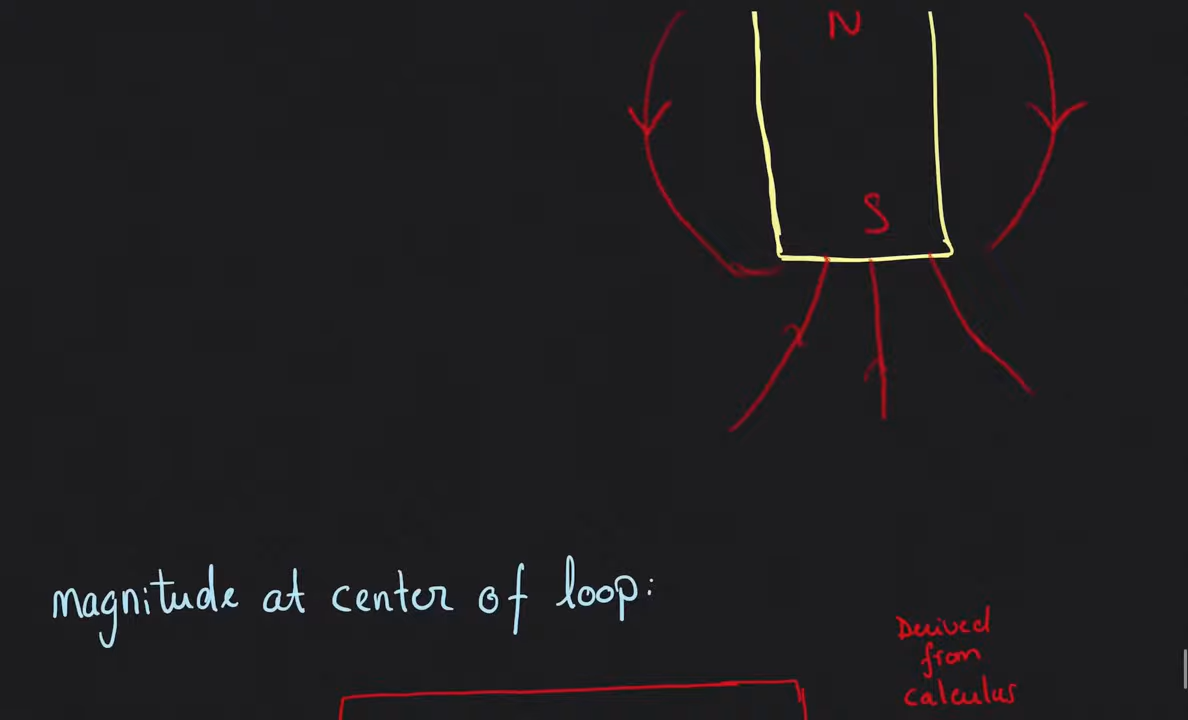 N
S
magnitude at center of loop:
Derived
from
calculus